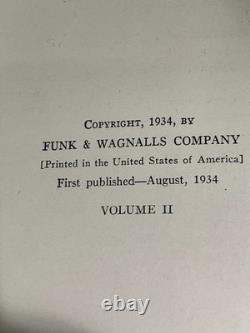 COPYRIGHT, 1934, BY
FUNK & WAGNALLS COMPANY
[Printed in the United States of America]
First published—August, 1934
VOLUME II
ebay